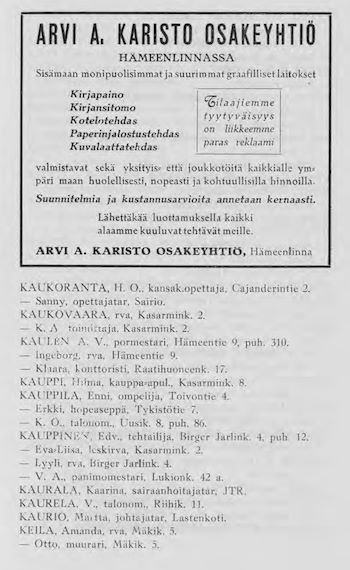 ARVI A. KARISTO OSAKEYHTIÖ
HÄMEENLINNASSA
Sisämaan monipuolisimmat ja suurimmat graafilliset laitokset
Kirjapaino
Kirjansitomo
Kotelotehdas
Paperinjalostustehdas
Kuvalaattatehdas
Tilaajiemme
tyytyväisyys
on liikkeemme
paras reklaami
valmistavat sekä yksityis- että joukkotöitä kaikkialle ym-
päri maan huolellisesti, nopeasti ja kohtuullisilla hinnoilla.
Suunnitelmia ja kustannusarvioita annetaan kernaasti.
Lähettäkää luottamuksella kaikki
alaamme kuuluvat tehtävät meille.
ARVI A. KARISTO OSAKEYHTIÖ, Hämeenlinna
KAUKORANTA, H. O., kansak.opettaja, Cajanderintie 2.
— Sanny, opettajatar, Sairio.
KAUKOVAARA, rva, Kasarmink. 2.
— K. A toimittaja, Kasarmink. 2.
KAULEN A. V., pormestari, Hämeentie 9, puh. 310.
— Ingeborg, rva, Hämeentie 9.
— Klaara, konttoristi, Raatihuoneenk. 17.
KAUPPI, Hilma, kauppa-apul., Kasarmink. 8.
KAUPPILA, Enni, ompelija, Toivontie 4.
— Erkki, hopeaseppä, Tykistötie 7.
— K. O., talonom., Uusik. 8, puh. 86.
KAUPPINEN, Edv., tehtailija, Birger Jarlink. 4, puh. 12.
— Eva-Liisa, leskirva, Kasarmink. 2.
— Lyyli, rva, Birger Jarlink. 4.
— V. A., panimomestari, Lukionk. 42 a.
KAURALA, Kaarina, sairaanhoitajatar, JTR.
KAURELA, V., talonom., Riihik. 11.
KAURIO, Martta, johtajatar, Lastenkoti.
KEILA, Amanda, rva, Mäkik. 5.
— Otto, muurari, Mäkik. 5.